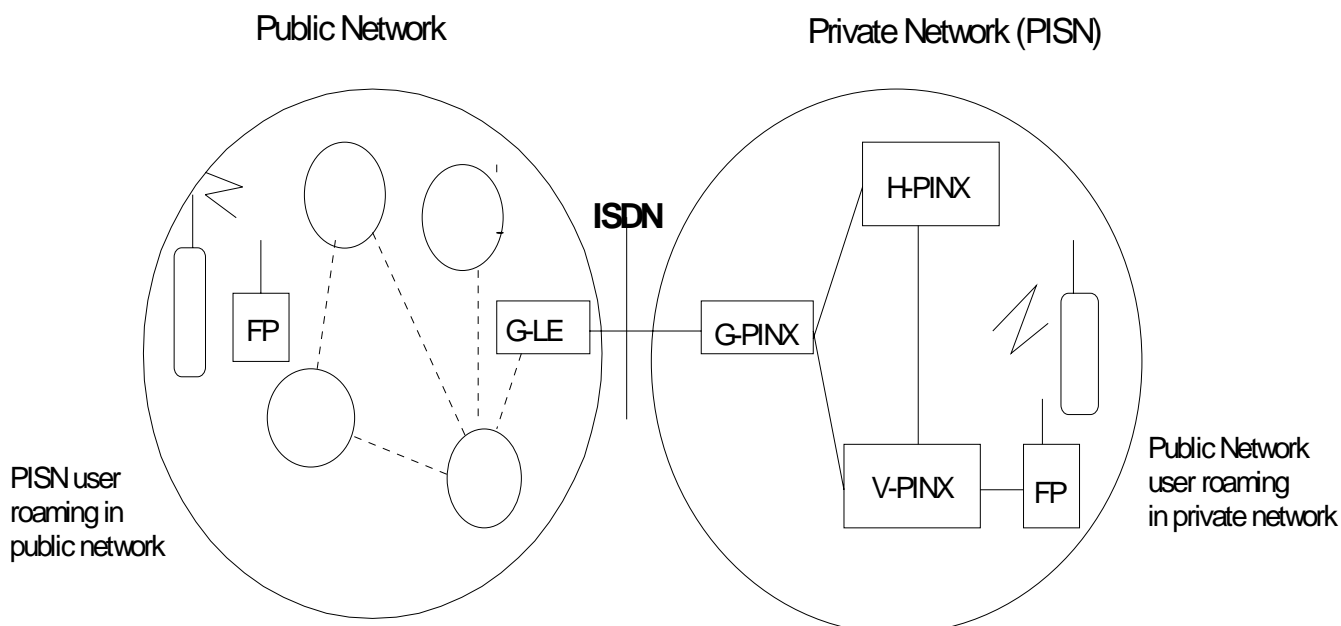 Public Network
Private Network (PISN)
H-PINX
ISDN
FP
G-LE
G-PINX
V-PINX
FP
PISN user
roaming in
public network
Public Network
user roaming
in private network